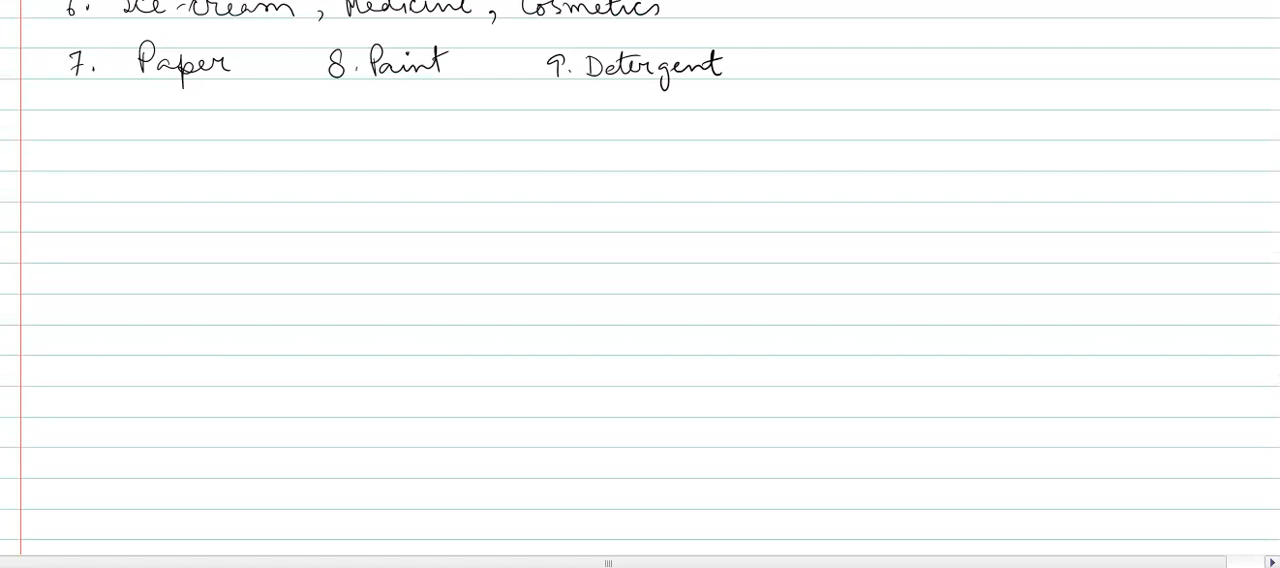 6. Ice-cream, Medicine, Cosmetics
7. Paper 8. Paint 9. Detergent